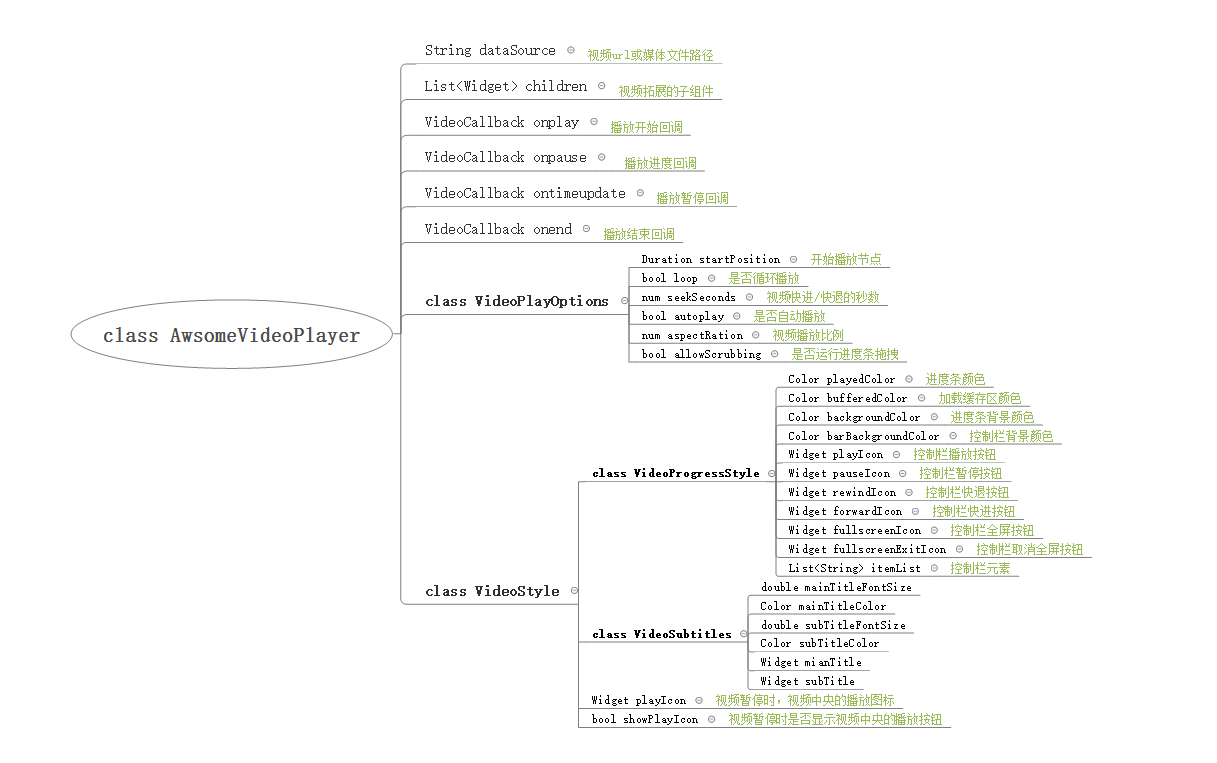 class AwsomeVideoPlayer
String dataSource 视频url或媒体文件路径
List<Widget> children 视频拓展的子组件
VideoCallback onplay 播放开始回调
VideoCallback onpause 播放进度回调
VideoCallback ontimeupdate 播放暂停回调
VideoCallback onend 播放结束回调
class VideoPlayOptions
Duration startPosition 开始播放节点
bool loop 是否循环播放
num seekSeconds 视频快进/快退的秒数
bool autoplay 是否自动播放
num aspectRation 视频播放比例
bool allowScrubbing 是否运行进度条拖拽
class VideoStyle
class VideoProgressStyle
Color playedColor 进度条颜色
Color bufferedColor 加载缓存区颜色
Color backgroundColor 进度条背景颜色
Color barBackgroundColor 控制栏背景颜色
Widget playIcon 控制栏播放按钮
Widget pauseIcon 控制栏暂停按钮
Widget rewindIcon 控制栏快退按钮
Widget forwardIcon 控制栏快进按钮
Widget fullscreenIcon 控制栏全屏按钮
Widget fullscreenExitIcon 控制栏取消全屏按钮
List<String> itemList 控制栏元素
class VideoSubtitles
double mainTitleFontSize
Color mainTitleColor
double subTitleFontSize
Color subTitleColor
Widget mianTitle
Widget subTitle
Widget playIcon 视频暂停时，视频中央的播放图标
bool showPlayIcon 视频暂停时是否显示视频中央的播放按钮